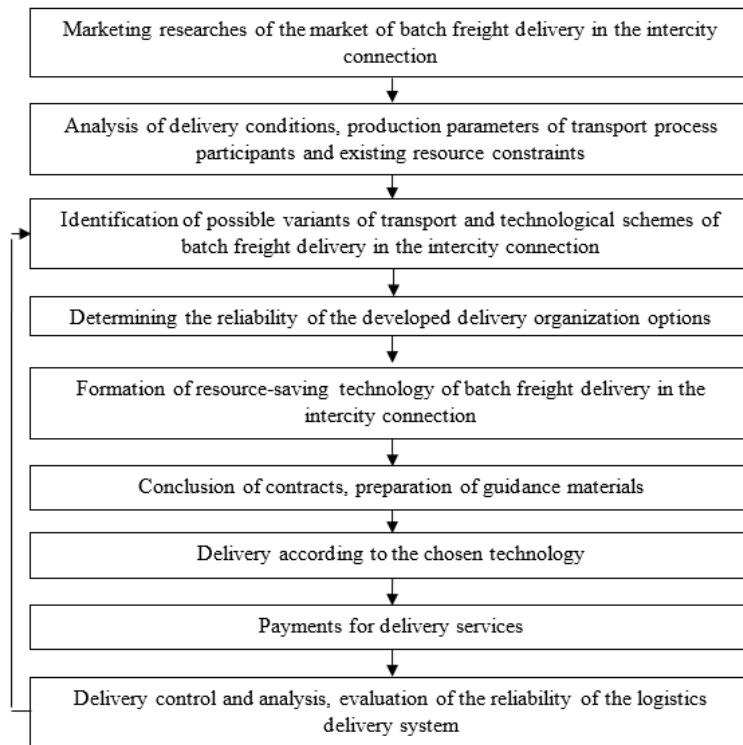 Marketing researches of the market of batch freight delivery in the intercity
connection
Analysis of delivery conditions, production parameters of transport process
participants and existing resource constraints
Identification of possible variants of transport and technological schemes of
batch freight delivery in the intercity connection
Determining the reliability of the developed delivery organization options
Formation of resource-saving technology of batch freight delivery in the
intercity connection
Conclusion of contracts, preparation of guidance materials
Delivery according to the chosen technology
Payments for delivery services
Delivery control and analysis, evaluation of the reliability of the logistics
delivery system